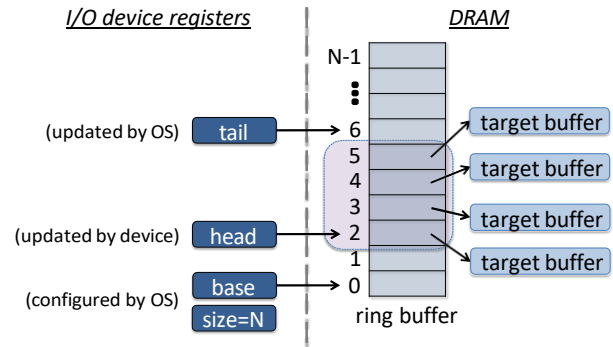 I/O device registers
DRAM
N-1
(updated by OS)
tail
6
target buffer
5
4
target buffer
3
target buffer
(updated by device)
head
2
target buffer
1
base
0
(configured by OS)
size=N
ring buffer